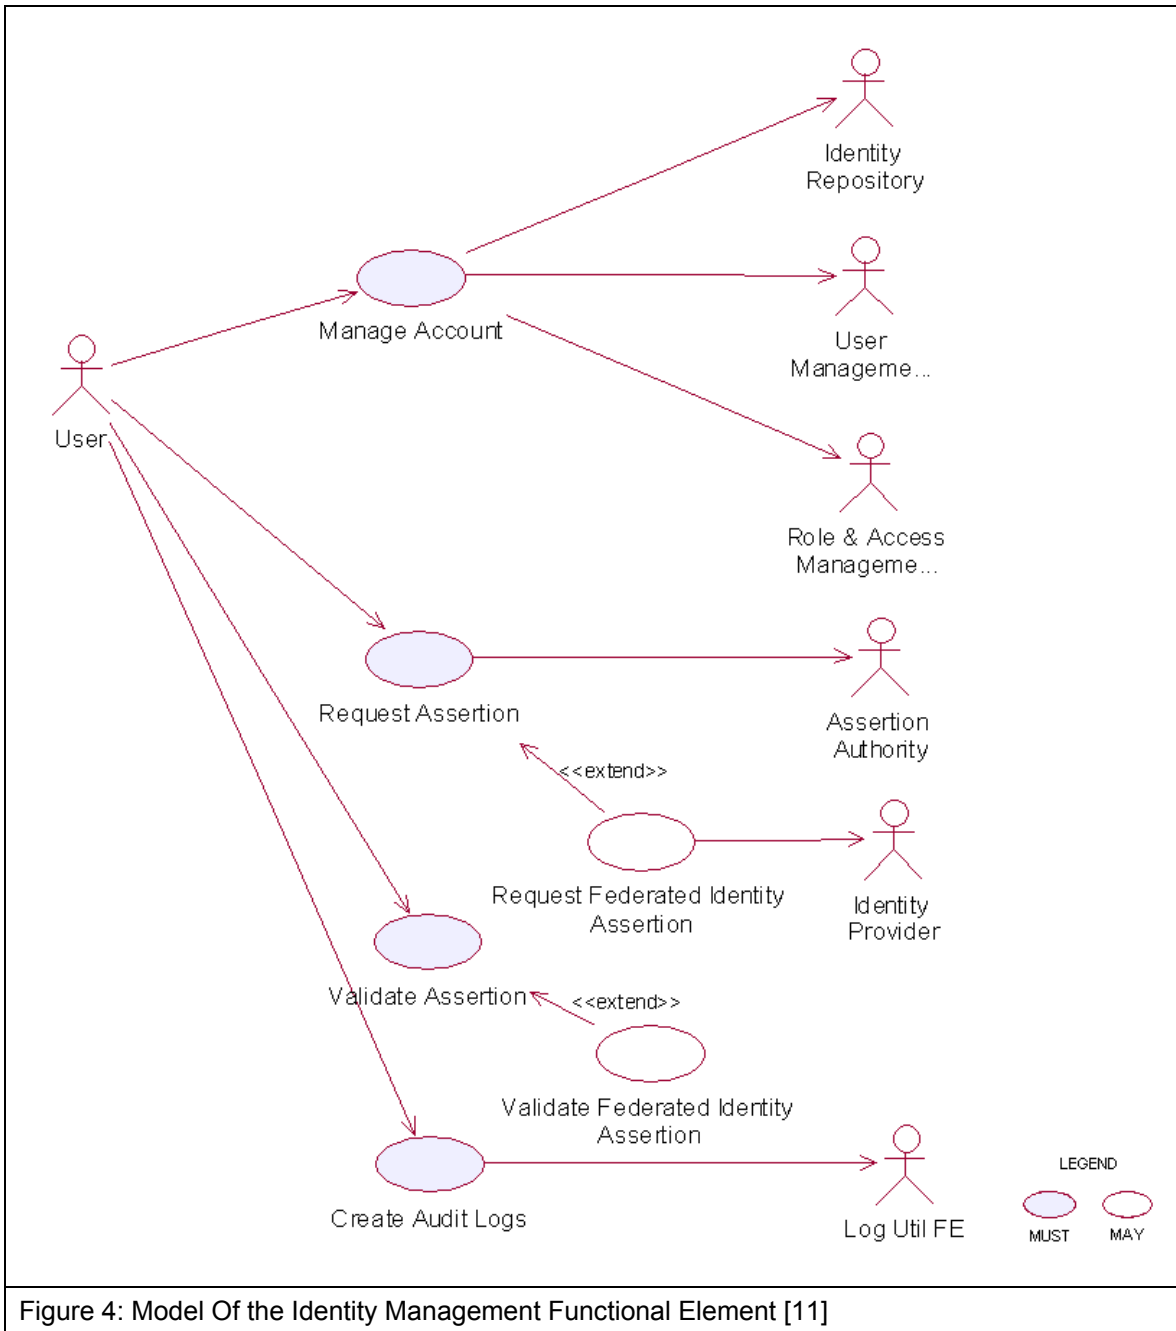 Identity
Repository
Manage Account
User
Manageme...
User
Role & Access
Manageme...
Request Assertion
Assertion
Authority
<<extend>>
Request Federated Identity
Assertion
Identity
Provider
Validate Assertion
<<extend>>
Validate Federated Identity
Assertion
Create Audit Logs
Log Util FE
LEGEND
MUST
MAY
Figure 4: Model Of the Identity Management Functional Element [11]